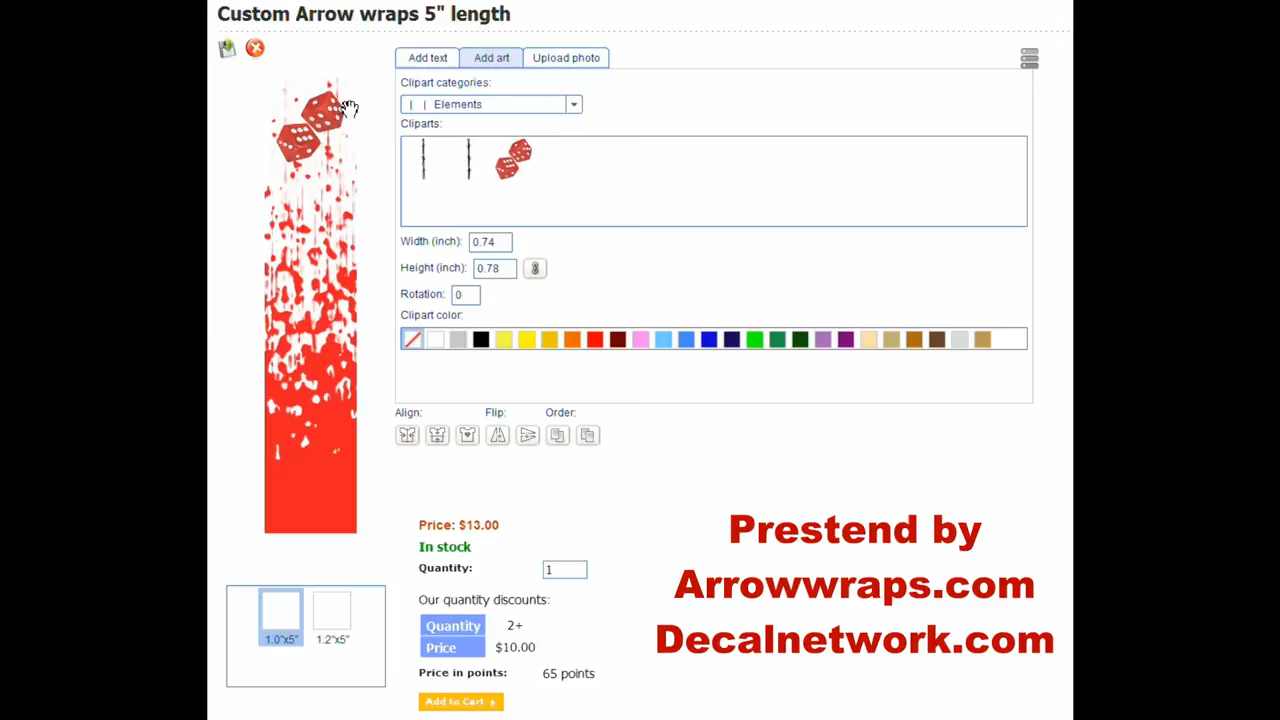 Custom Arrow wraps 5" length
Add text
Add art
Upload photo
Clipart categories:
| | Elements
Cliparts:
Width (inch): 0.74
Height (inch): 0.78
Rotation: 0
Clipart color:
Align:
Flip:
Order:
Price: $13.00
In stock
Quantity: 1
Our quantity discounts:
Quantity 2+
Price $10.00
Price in points: 65 points
Add to Cart
1.0"x5"
1.2"x5"
Prestend by
Arrowwraps.com
Decalnetwork.com